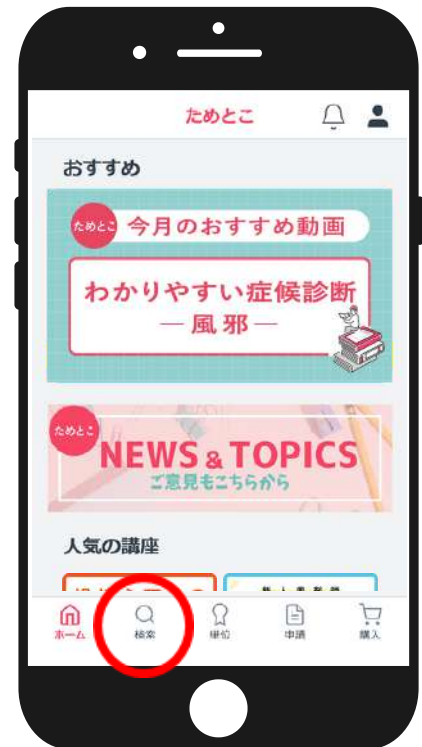 ためとこ
おすすめ
ためとこ 今月のおすすめ動画
わかりやすい症候診断
―風邪―
ためとこ
NEWS & TOPICS
ご意見もこちらから
人気の講座
ホーム 検索 単位 申請 購入